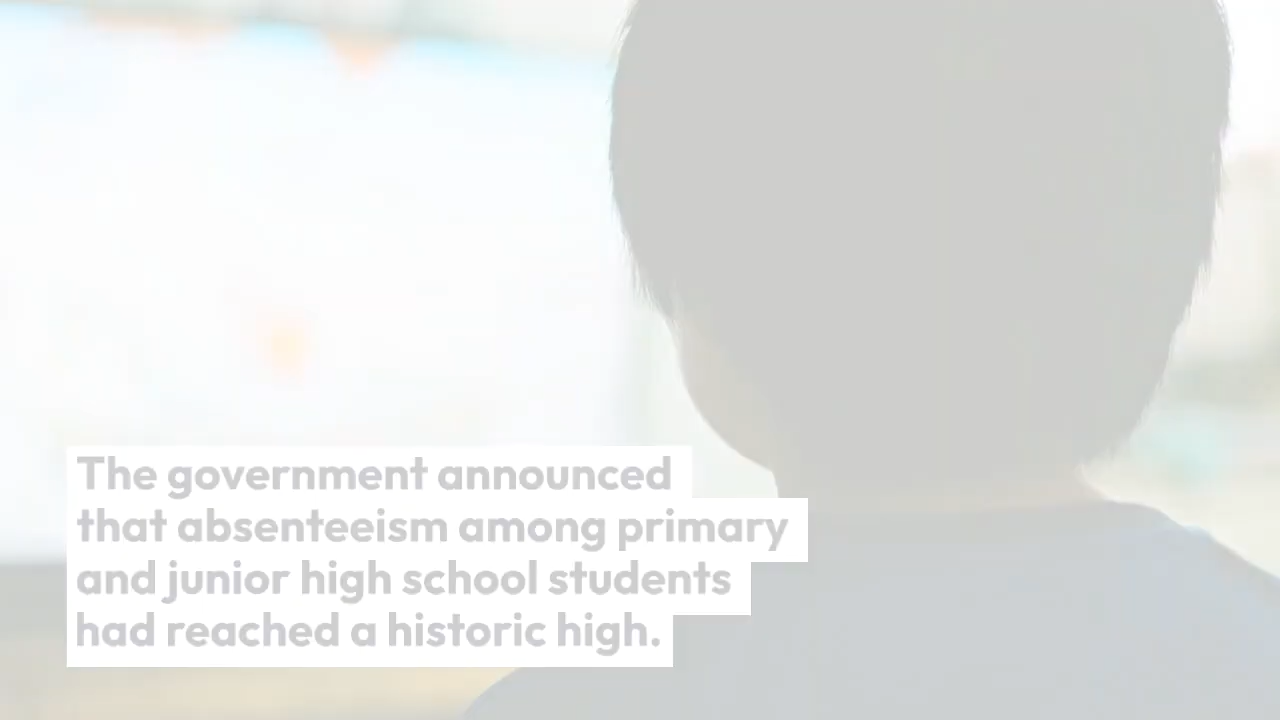 The government announced
that absenteeism among primary
and junior high school students
had reached a historic high.